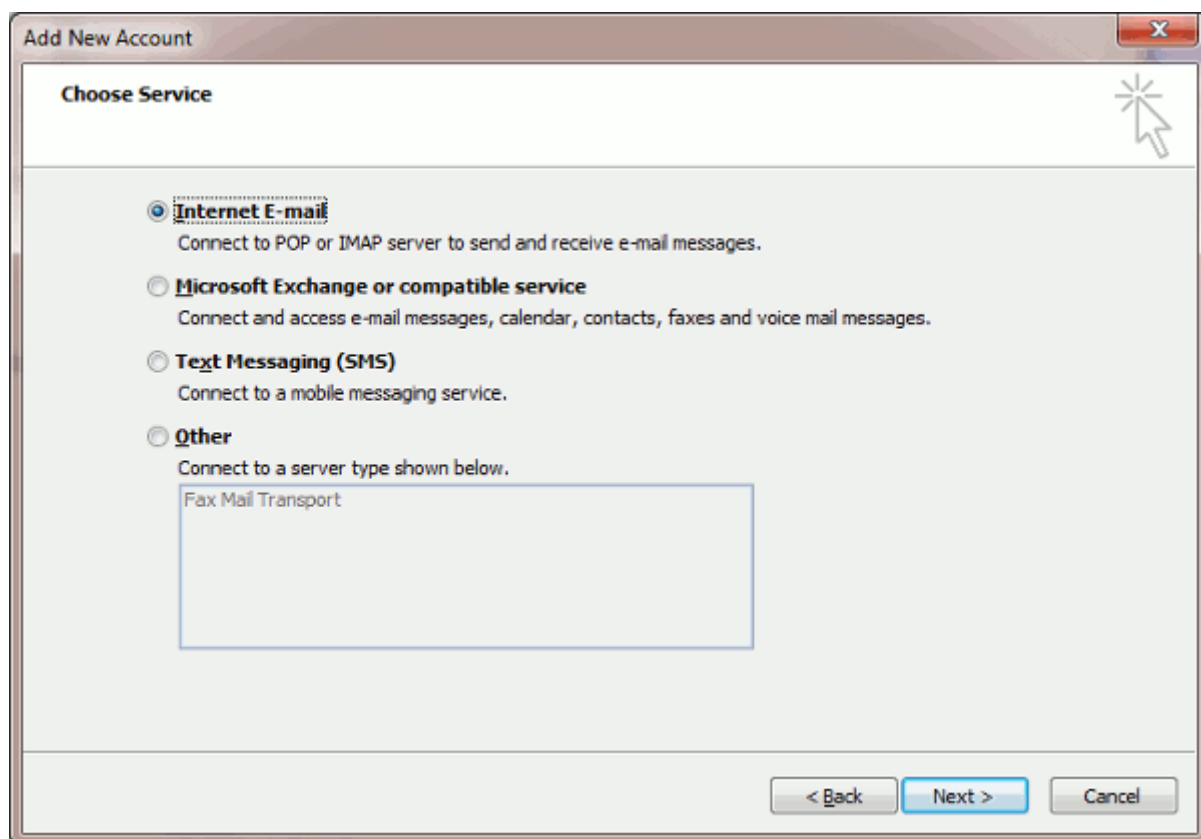 Add New Account
Choose Service
Internet E-mail
Connect to POP or IMAP server to send and receive e-mail messages.
Microsoft Exchange or compatible service
Connect and access e-mail messages, calendar, contacts, faxes and voice mail messages.
Text Messaging (SMS)
Connect to a mobile messaging service.
Other
Connect to a server type shown below.
Fax Mail Transport
< Back Next > Cancel